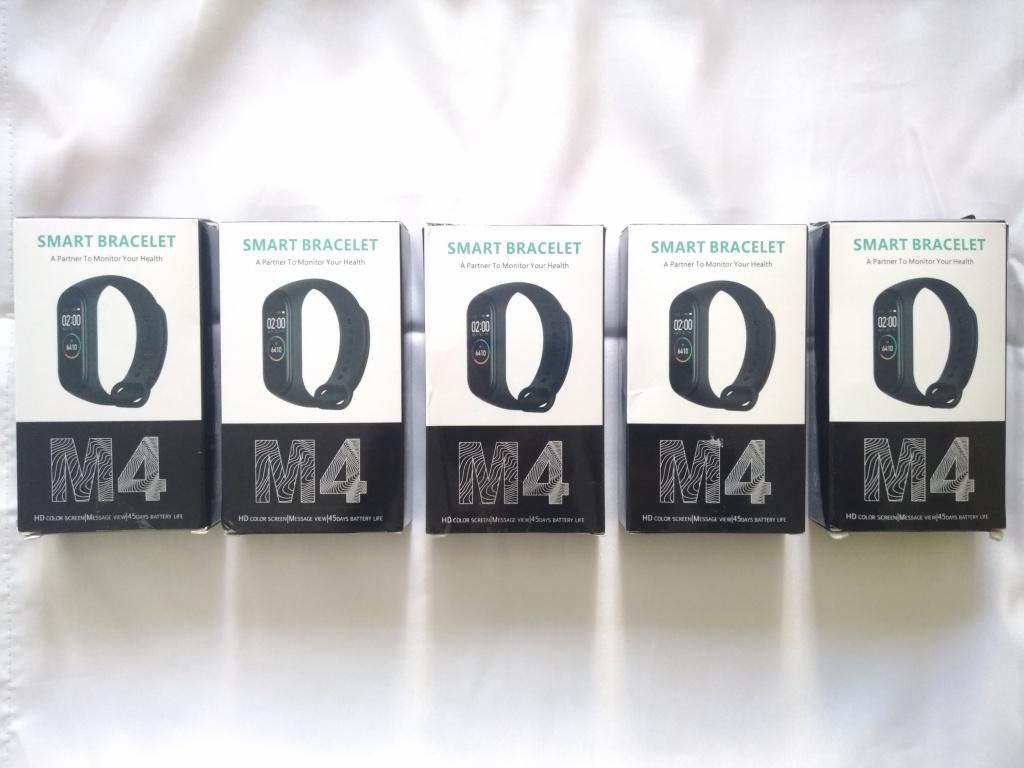 SMART BRACELET
A Partner To Monitor Your Health
02:00
6410
M4
HD COLOR SCREEN|MESSAGE VIEW|45DAYS BATTERY LIFE
SMART BRACELET
A Partner To Monitor Your Health
02:00
6410
M4
HD COLOR SCREEN|MESSAGE VIEW|45DAYS BATTERY LIFE
SMART BRACELET
A Partner To Monitor Your Health
02:00
6410
M4
HD COLOR SCREEN|MESSAGE VIEW|45DAYS BATTERY LIFE
SMART BRACELET
A Partner To Monitor Your Health
02:00
6410
M4
HD COLOR SCREEN|MESSAGE VIEW|45DAYS BATTERY LIFE
SMART BRACELET
A Partner To Monitor Your Health
02:00
6410
M4
HD COLOR SCREEN|MESSAGE VIEW|45DAYS BATTERY LIFE